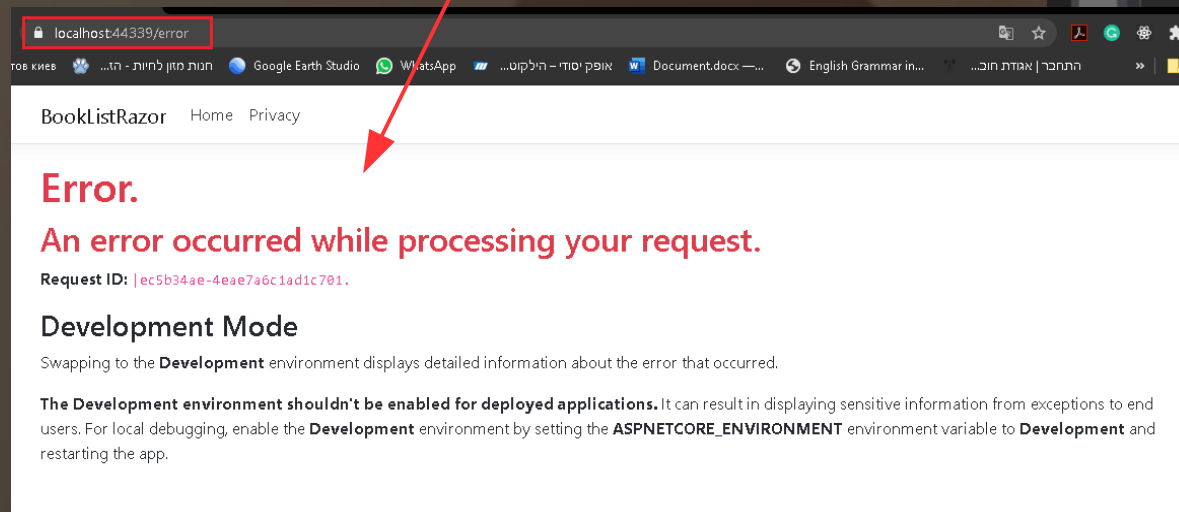 localhost:44339/error
тов киев חנות מזון לחיות - הז... Google Earth Studio WhatsApp אופק יסודי – הילקוט... Document.docx —... English Grammar in... התחבר | אגודת חוב... »
BookListRazor Home Privacy
Error.
An error occurred while processing your request.
Request ID: |ec5b34ae-4eae7a6c1ad1c701.
Development Mode
Swapping to the Development environment displays detailed information about the error that occurred.
The Development environment shouldn't be enabled for deployed applications. It can result in displaying sensitive information from exceptions to end
users. For local debugging, enable the Development environment by setting the ASPNETCORE_ENVIRONMENT environment variable to Development and
restarting the app.